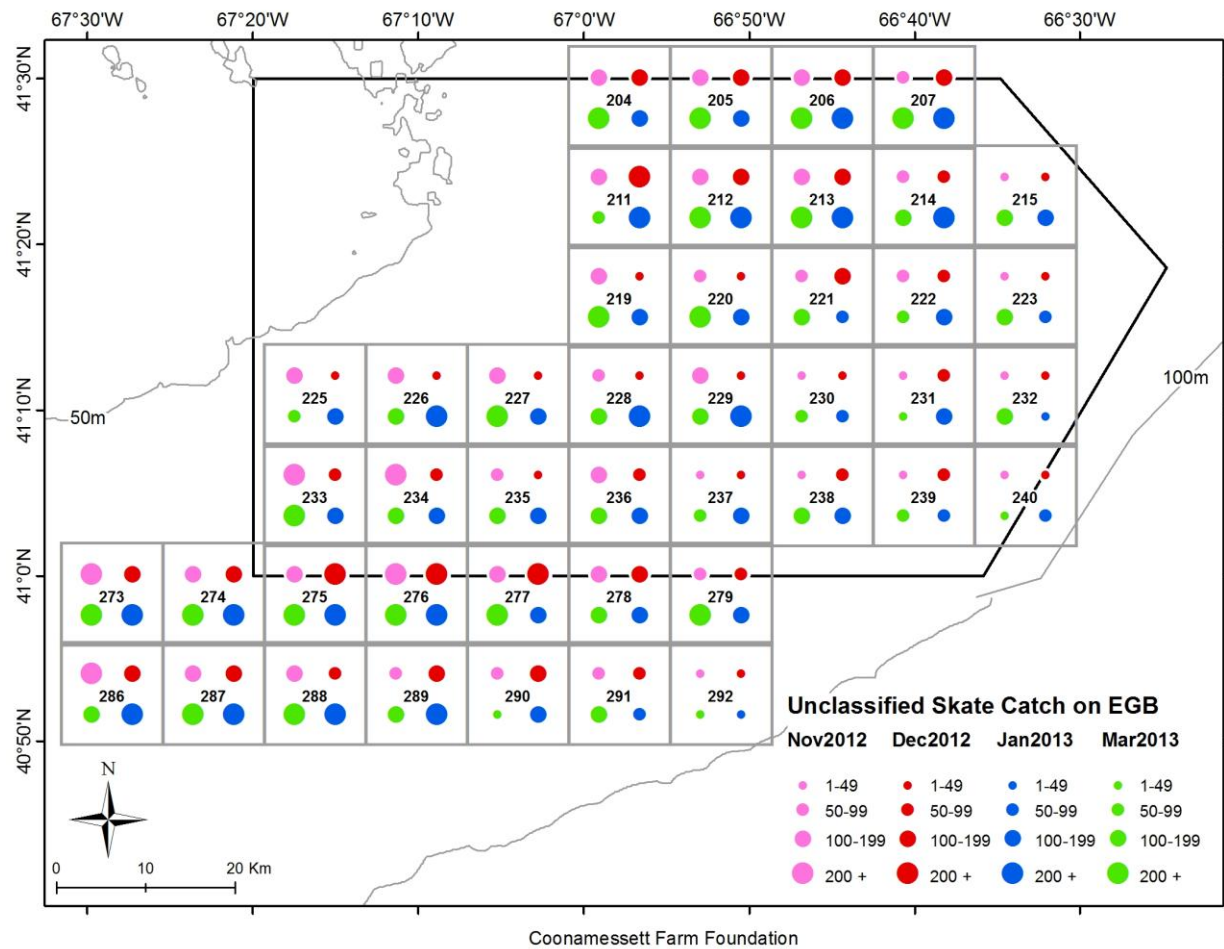 67°30'W 67°20'W 67°10'W 67°0'W 66°50'W 66°40'W 66°30'W
41°30'N
204 205 206 207
211 212 213 214 215
41°20'N
219 220 221 222 223
100m
225 226 227 228 229 230 231 232
41°10'N
50m
233 234 235 236 237 238 239 240
41°0'N
273 274 275 276 277 278 279
286 287 288 289 290 291 292
40°50'N
Unclassified Skate Catch on EGB
Nov2012 Dec2012 Jan2013 Mar2013
1-49 1-49 1-49 1-49
50-99 50-99 50-99 50-99
100-199 100-199 100-199 100-199
200 + 200 + 200 + 200 +
N
0 10 20 Km
Coonamessett Farm Foundation